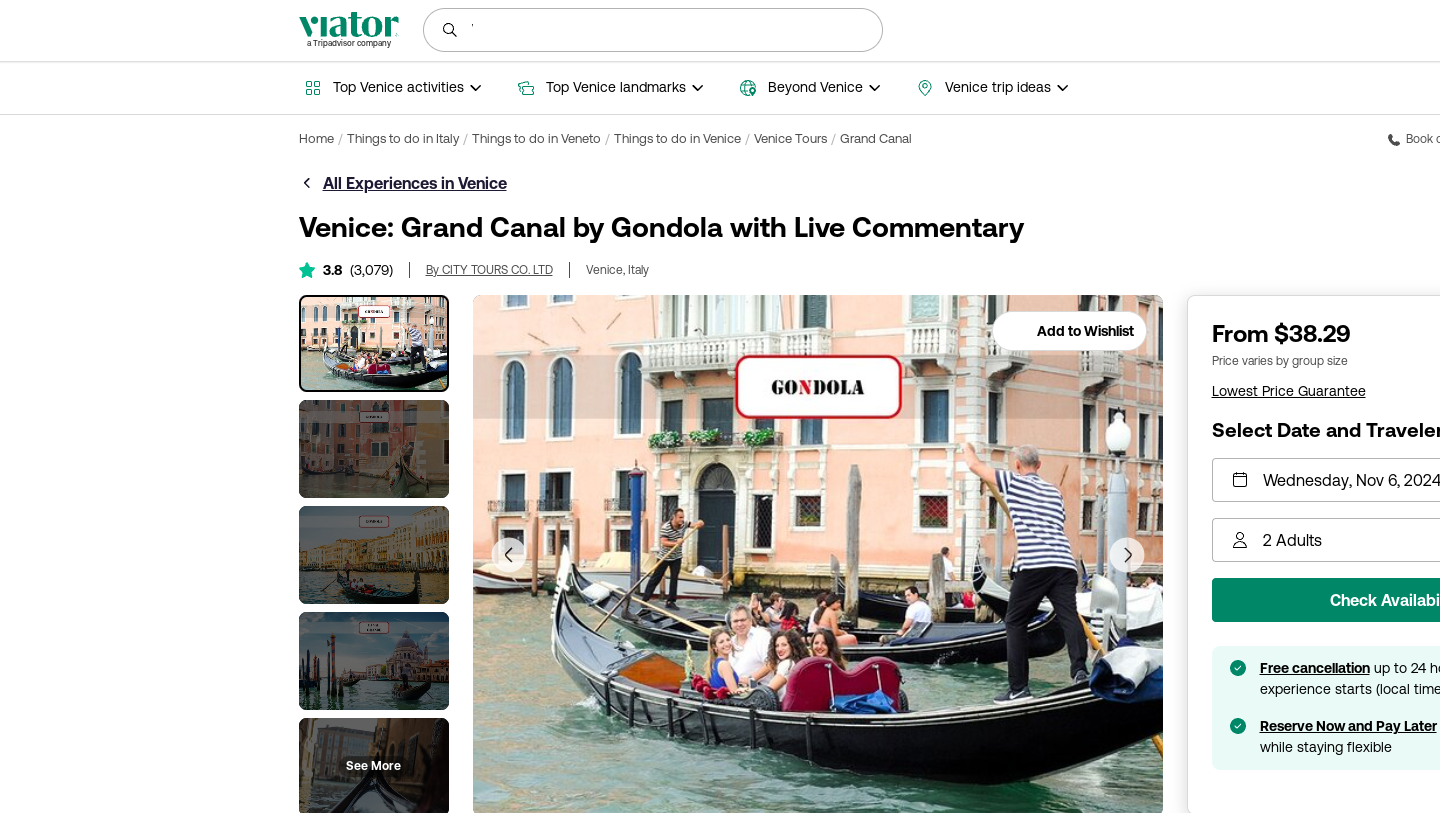 viator
a Tripadvisor company
Top Venice activities
Top Venice landmarks
Beyond Venice
Venice trip ideas
Home / Things to do in Italy / Things to do in Veneto / Things to do in Venice / Venice Tours / Grand Canal
Book
All Experiences in Venice
Venice: Grand Canal by Gondola with Live Commentary
3.8 (3,079)
By CITY TOURS CO. LTD
Venice, Italy
Add to Wishlist
GONDOLA
See More
From $38.29
Price varies by group size
Lowest Price Guarantee
Select Date and Traveler
Wednesday, Nov 6, 2024
2 Adults
Check Availabi
Free cancellation up to 24 h
experience starts (local time
Reserve Now and Pay Later
while staying flexible